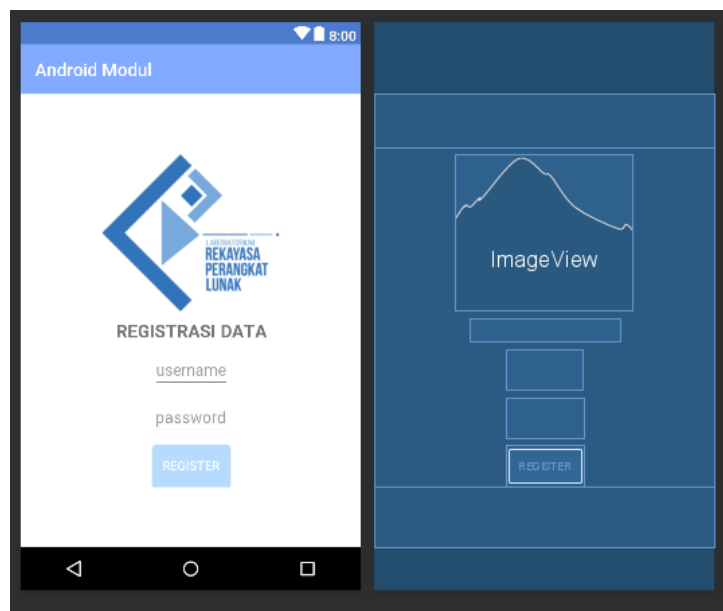 8:00
Android Modul
LABORATORIUM
REKAYASA
PERANGKAT
LUNAK
REGISTRASI DATA
username
password
REGISTER
ImageView
REGISTER